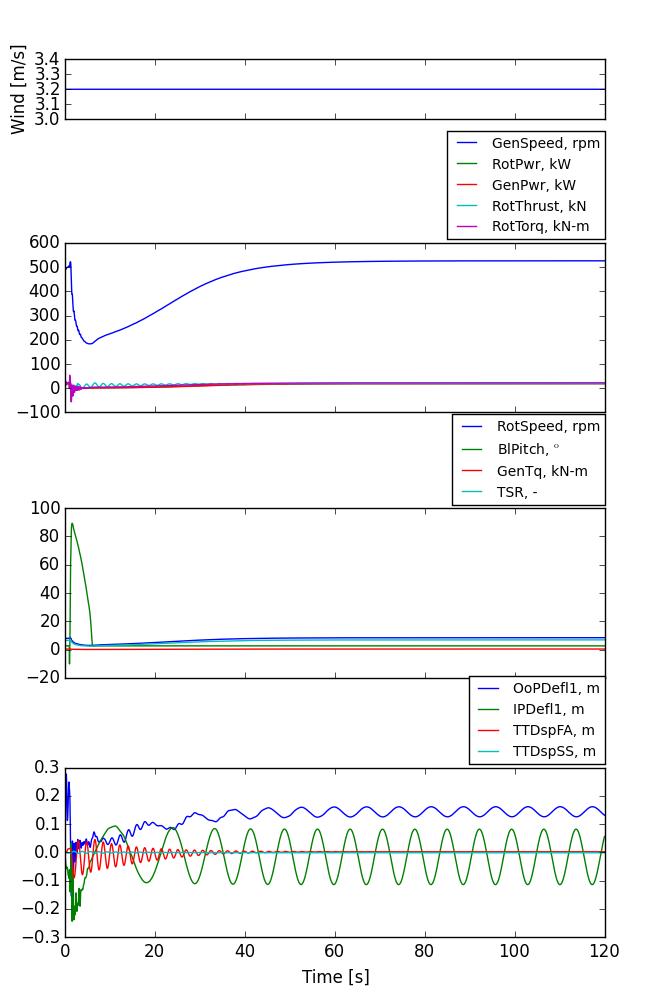 Wind [m/s]
3.4
3.3
3.2
3.1
3.0
GenSpeed, rpm
RotPwr, kW
GenPwr, kW
RotThrust, kN
RotTorq, kN-m
600
500
400
300
200
100
0
−100
RotSpeed, rpm
BlPitch, °
GenTq, kN-m
TSR, -
100
80
60
40
20
0
−20
OoPDefl1, m
IPDefl1, m
TTDspFA, m
TTDspSS, m
0.3
0.2
0.1
0.0
−0.1
−0.2
−0.3
0 20 40 60 80 100 120
Time [s]